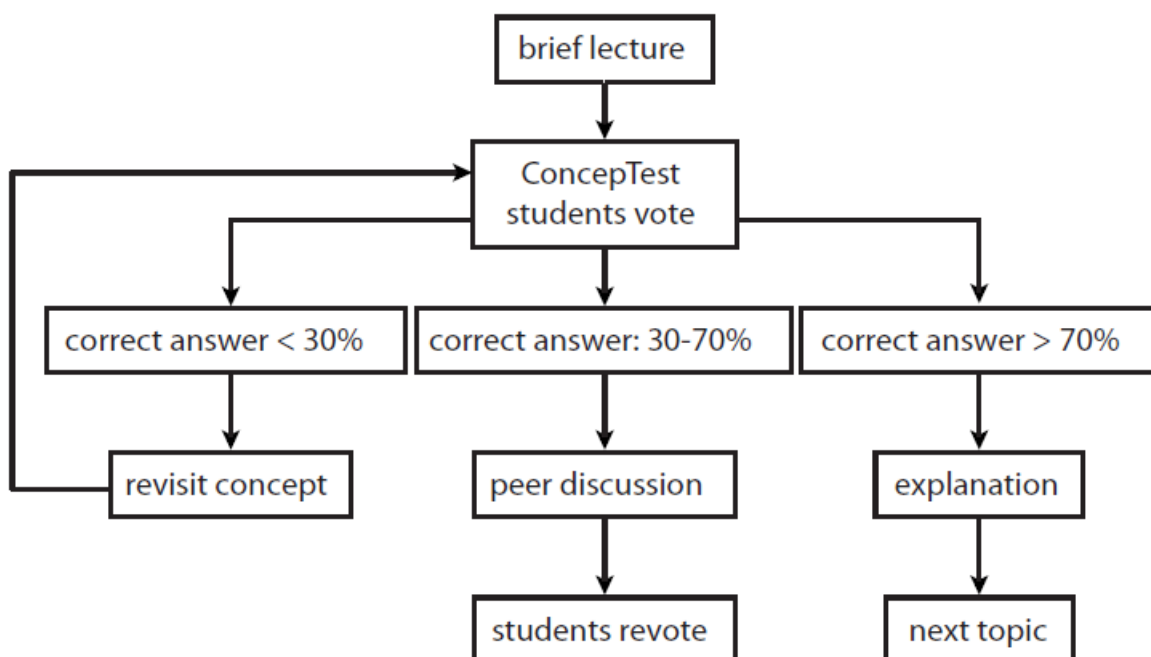 brief lecture
ConcepTest
students vote
correct answer < 30%
correct answer: 30-70%
correct answer > 70%
revisit concept
peer discussion
explanation
students revote
next topic